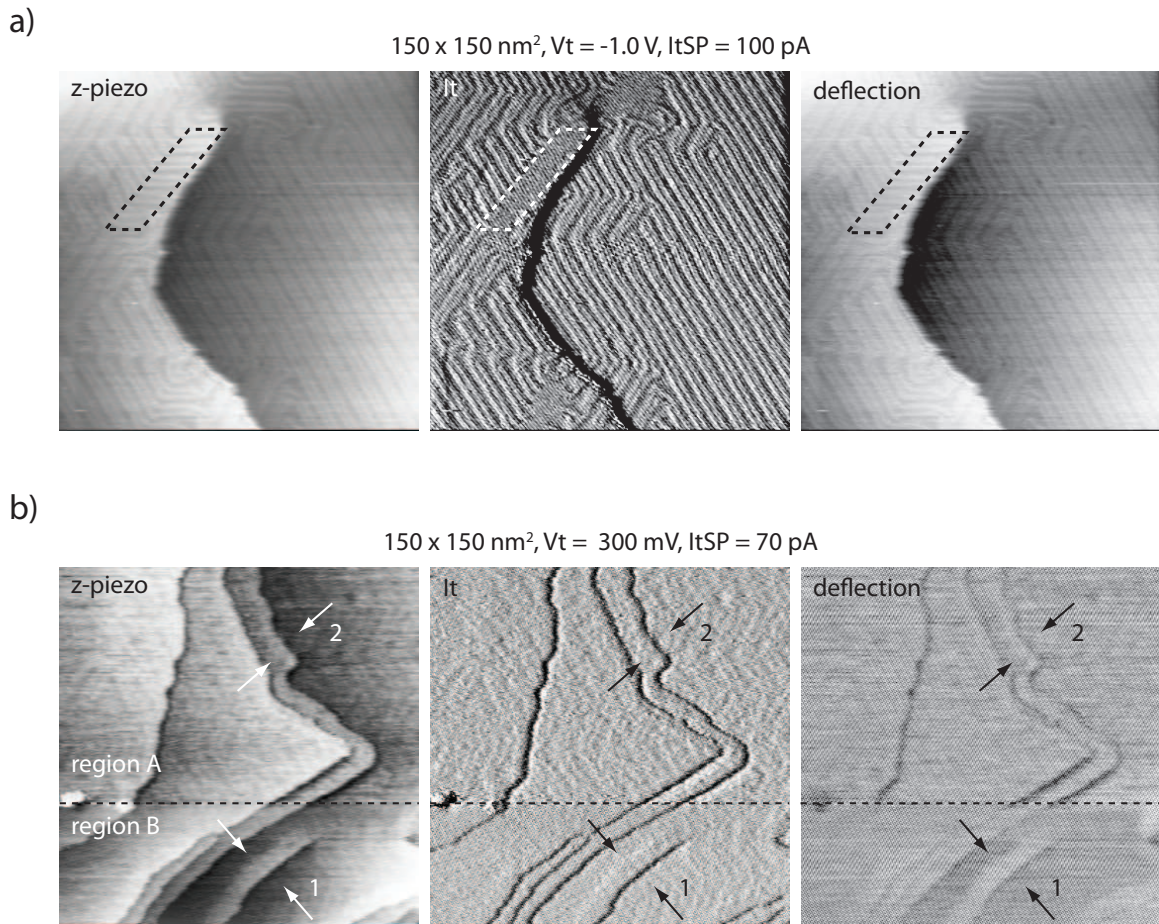 a)
150 x 150 nm², Vt = -1.0 V, ItSP = 100 pA
z-piezo
It
deflection
b)
150 x 150 nm², Vt = 300 mV, ItSP = 70 pA
z-piezo
It
deflection
2
2
2
region A
region B
1
1
1